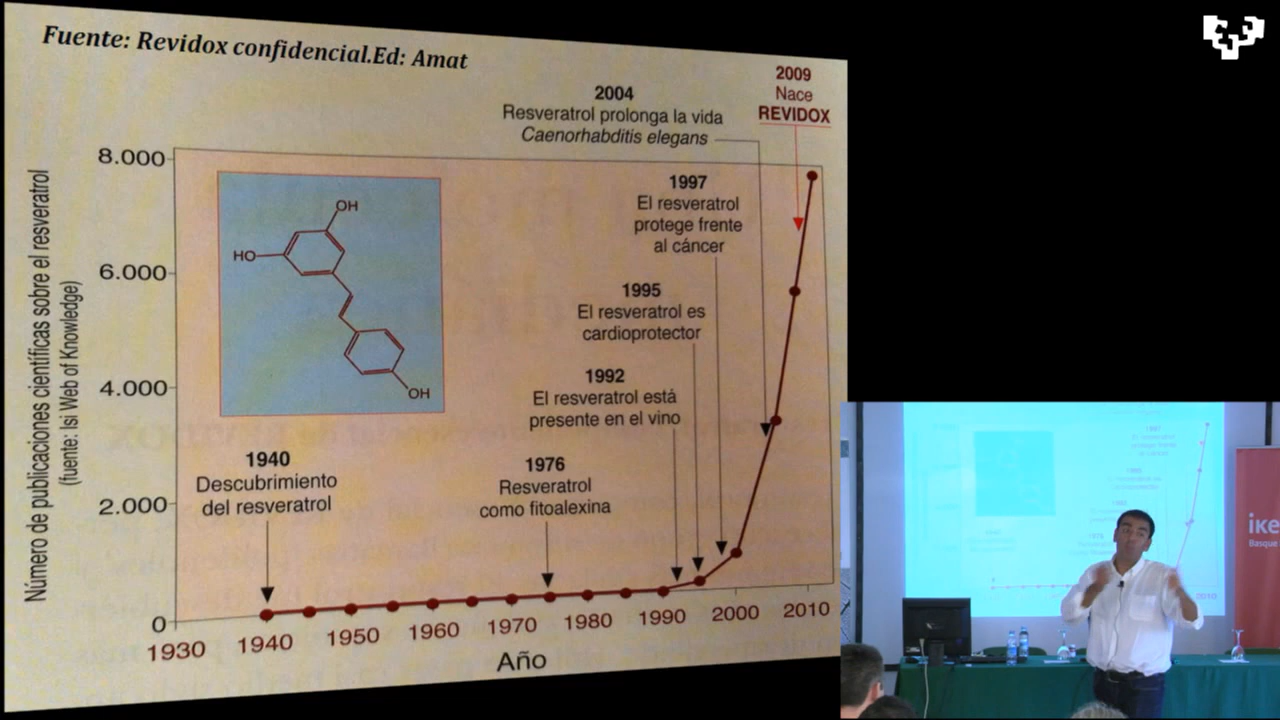 Fuente: Revidox confidencial.Ed: Amat
2009
Nace
REVIDOX
2004
Resveratrol prolonga la vida
Caenorhabditis elegans
1997
El resveratrol
protege frente
al cáncer
1995
El resveratrol es
cardioprotector
1992
El resveratrol está
presente en el vino
1976
Resveratrol
como fitoalexina
1940
Descubrimiento
del resveratrol
OH
HO
OH
Número de publicaciones científicas sobre el resveratrol
(fuente: Isi Web of Knowledge)
8.000
6.000
4.000
2.000
0
1930 1940 1950 1960 1970 1980 1990 2000 2010
Año
Basque